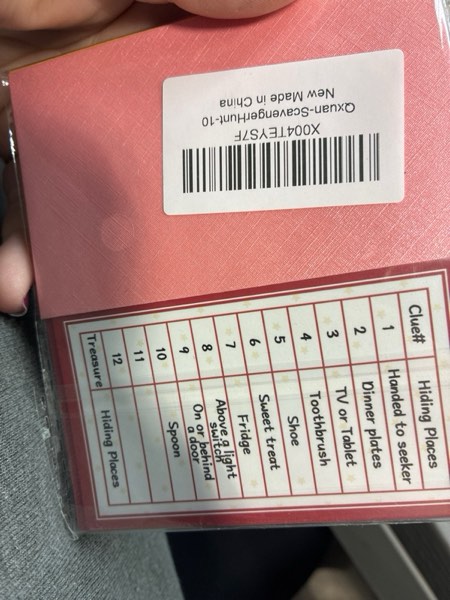 X004TEYS7F
Qxuan-ScavengerHunt-10
New Made in China
Clue# Hiding Places
1 Handed to seeker
2 Dinner plates
3 TV or Tablet
4 Toothbrush
5 Shoe
6 Sweet treat
7 Fridge
8 Above a light
switch
9 On or behind
a door
10 Spoon
11
12
Treasure Hiding Places